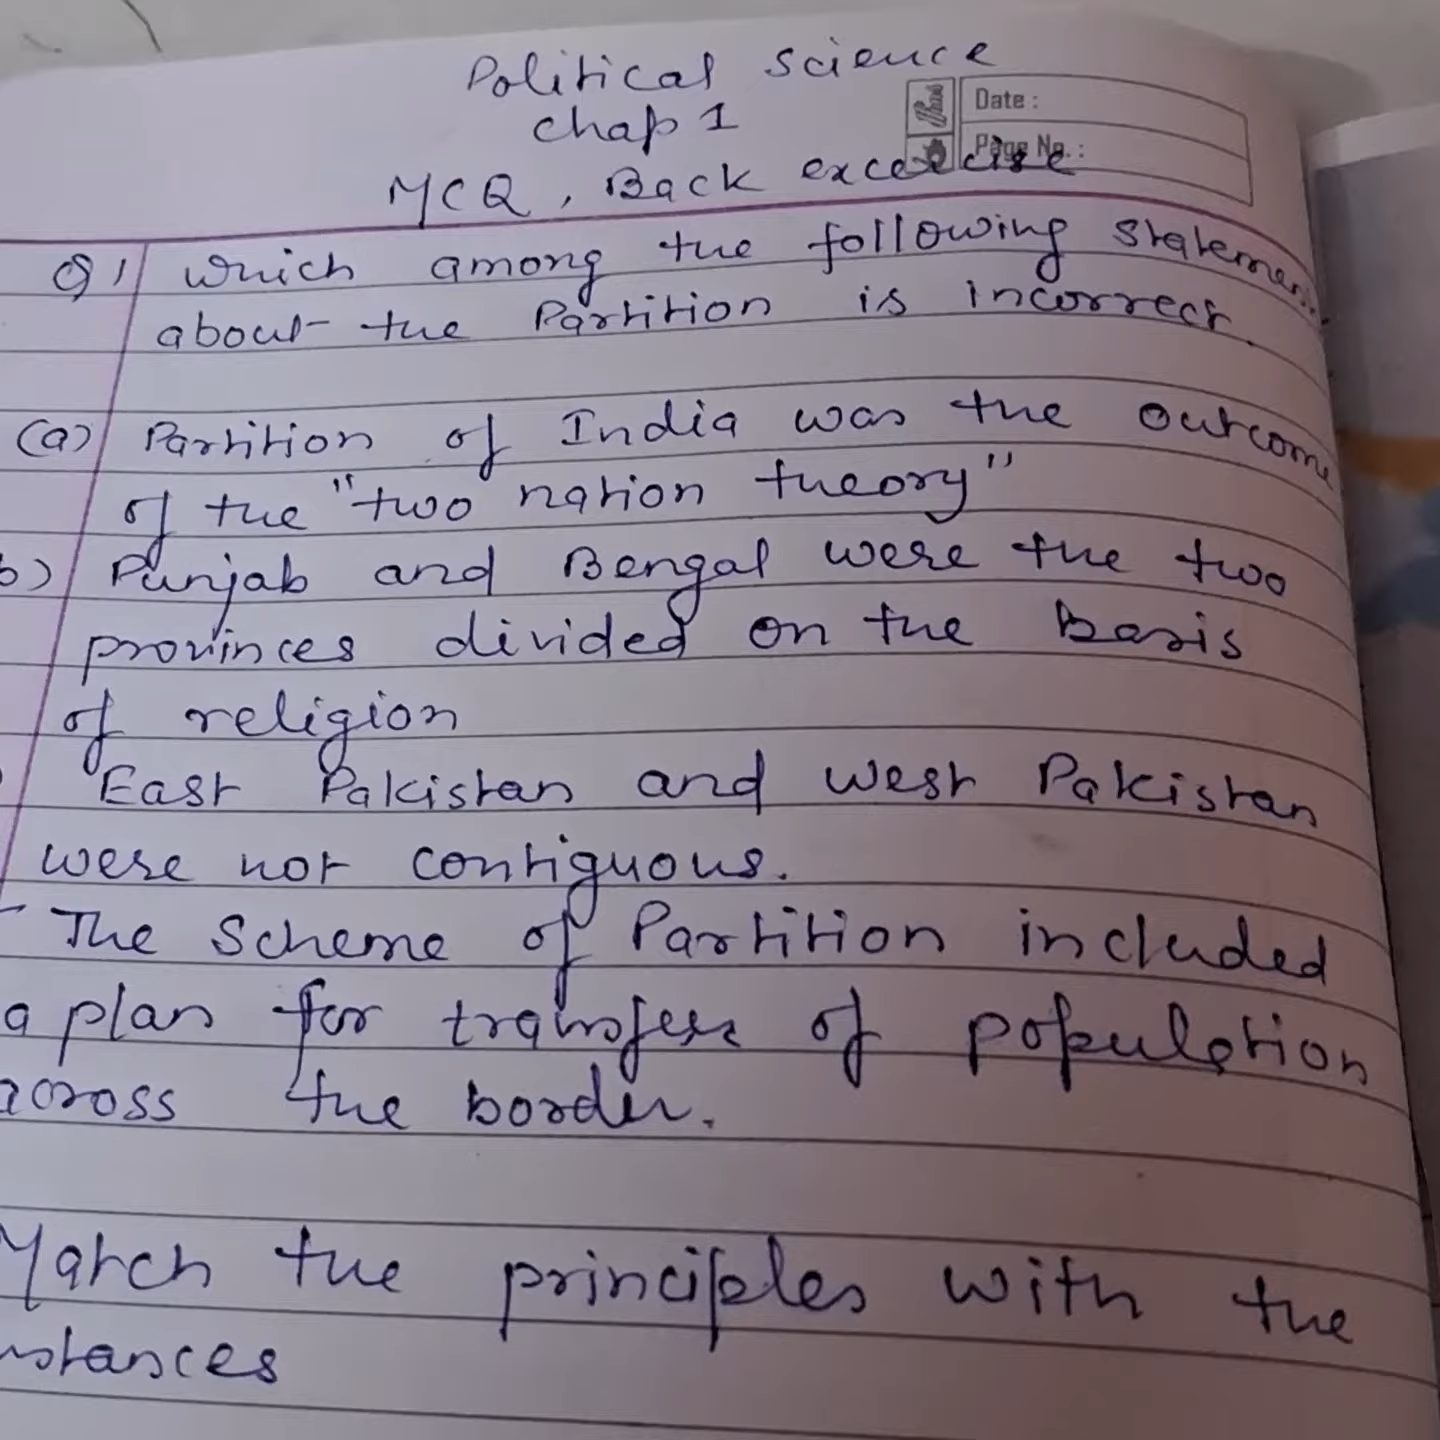 Political Science
Chap 1
Date :
Page No. :
MCQ, Back excercise
Q1 which among the following statements
about the Partition is incorrect.
(a) Partition of India was the outcome
of the "two nation theory"
b) Punjab and Bengal were the two
provinces divided on the basis
of religion
East Pakistan and West Pakistan
were not contiguous.
The Scheme of Partition included
a plan for transfer of population
across the border.
Match the principles with the
instances